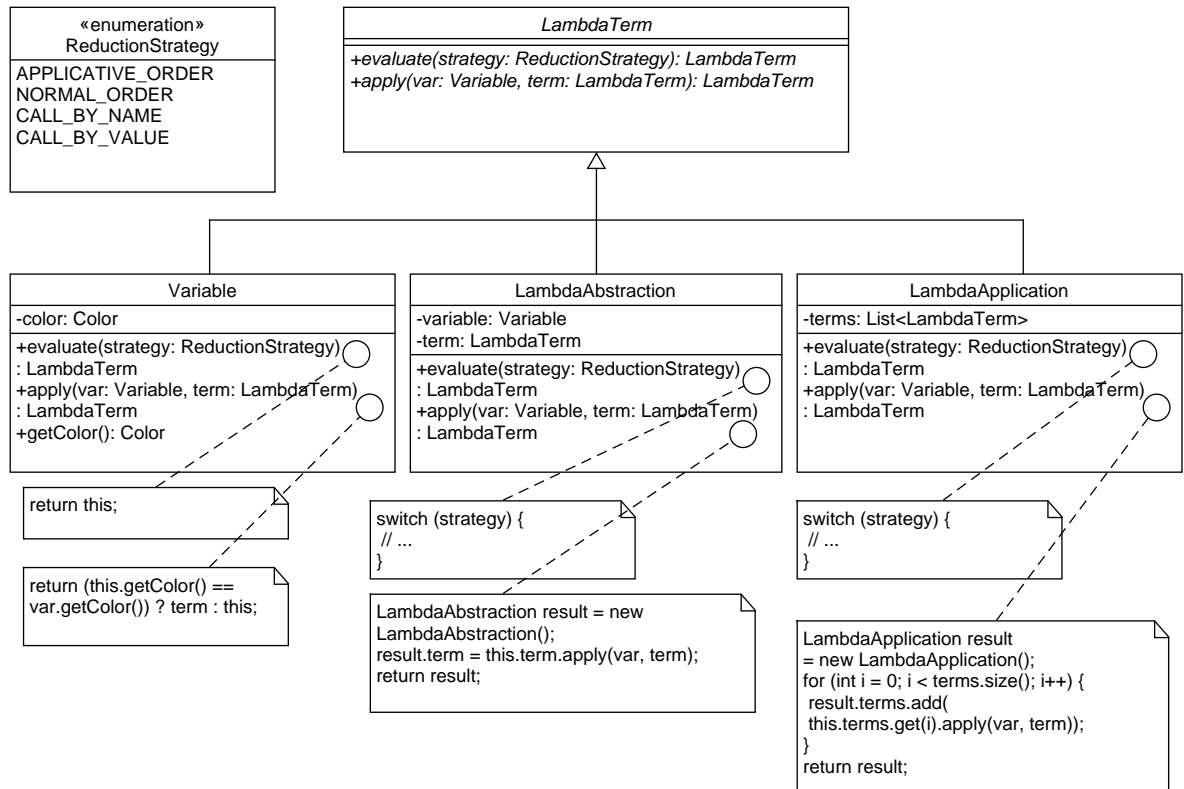 «enumeration»
ReductionStrategy
APPLICATIVE_ORDER
NORMAL_ORDER
CALL_BY_NAME
CALL_BY_VALUE
LambdaTerm
+evaluate(strategy: ReductionStrategy): LambdaTerm
+apply(var: Variable, term: LambdaTerm): LambdaTerm
Variable
-color: Color
+evaluate(strategy: ReductionStrategy)
: LambdaTerm
+apply(var: Variable, term: LambdaTerm)
: LambdaTerm
+getColor(): Color
LambdaAbstraction
-variable: Variable
-term: LambdaTerm
+evaluate(strategy: ReductionStrategy)
: LambdaTerm
+apply(var: Variable, term: LambdaTerm)
: LambdaTerm
LambdaApplication
-terms: List<LambdaTerm>
+evaluate(strategy: ReductionStrategy)
: LambdaTerm
+apply(var: Variable, term: LambdaTerm)
: LambdaTerm
return this;
return (this.getColor() ==
var.getColor()) ? term : this;
switch (strategy) {
// ...
}
LambdaAbstraction result = new
LambdaAbstraction();
result.term = this.term.apply(var, term);
return result;
switch (strategy) {
// ...
}
LambdaApplication result
= new LambdaApplication();
for (int i = 0; i < terms.size(); i++) {
result.terms.add(
this.terms.get(i).apply(var, term));
}
return result;